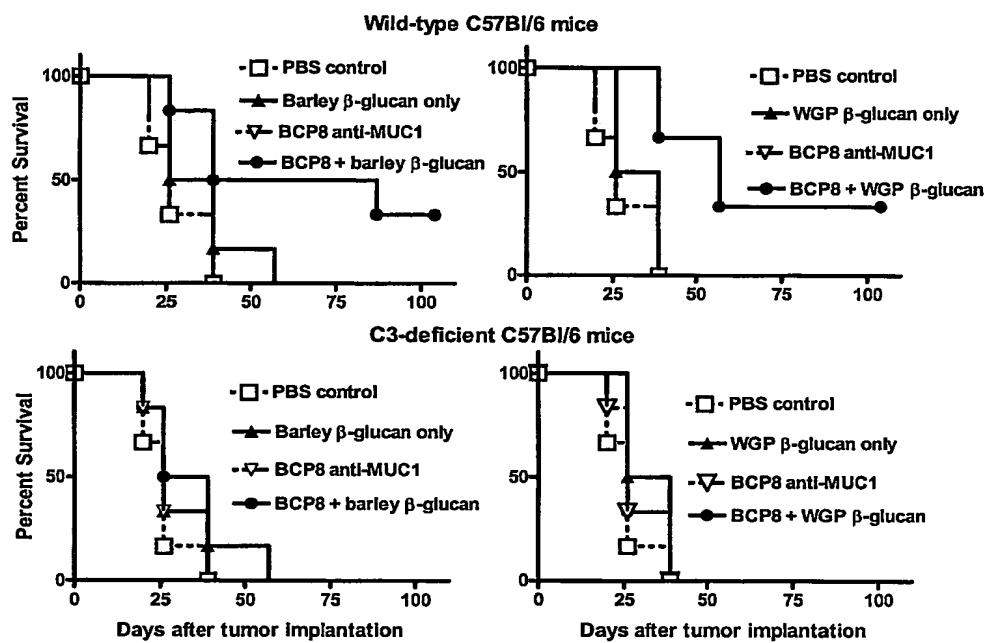 Wild-type C57Bl/6 mice
Percent Survival
100
50
0
PBS control
Barley β-glucan only
BCP8 anti-MUC1
BCP8 + barley β-glucan
0 25 50 75 100
100
50
0
PBS control
WGP β-glucan only
BCP8 anti-MUC1
BCP8 + WGP β-glucan
0 25 50 75 100
C3-deficient C57Bl/6 mice
Percent Survival
100
50
0
PBS control
Barley β-glucan only
BCP8 anti-MUC1
BCP8 + barley β-glucan
0 25 50 75 100
Days after tumor implantation
100
50
0
PBS control
WGP β-glucan only
BCP8 anti-MUC1
BCP8 + WGP β-glucan
0 25 50 75 100
Days after tumor implantation